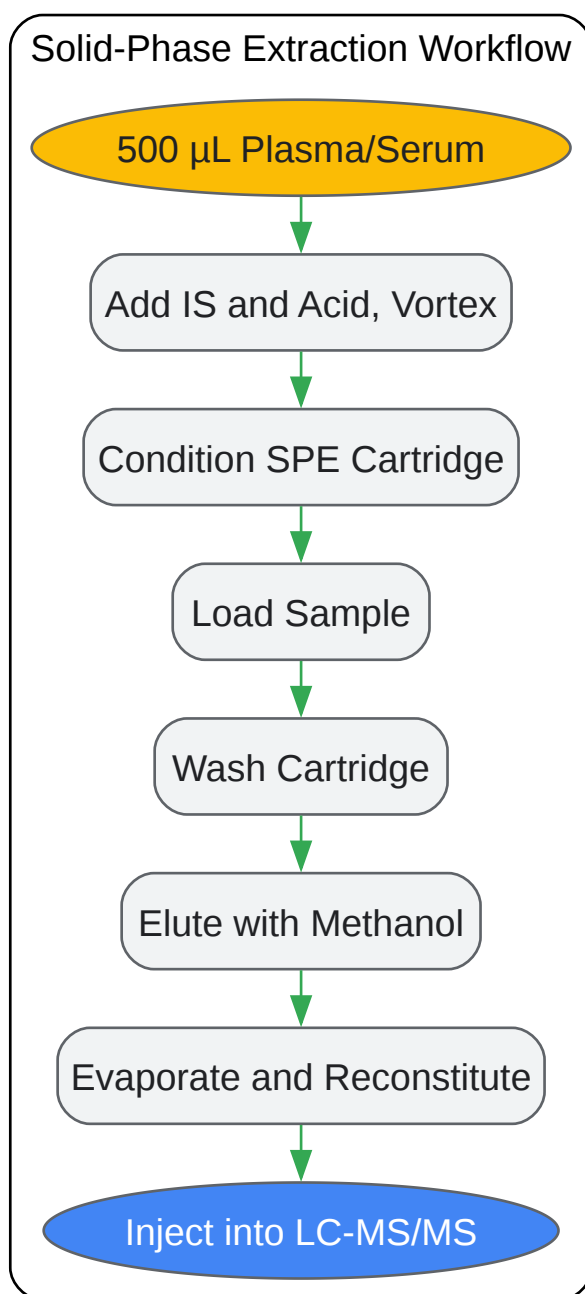 Solid-Phase Extraction Workflow
500 µL Plasma/Serum
Add IS and Acid, Vortex
Condition SPE Cartridge
Load Sample
Wash Cartridge
Elute with Methanol
Evaporate and Reconstitute
Inject into LC-MS/MS